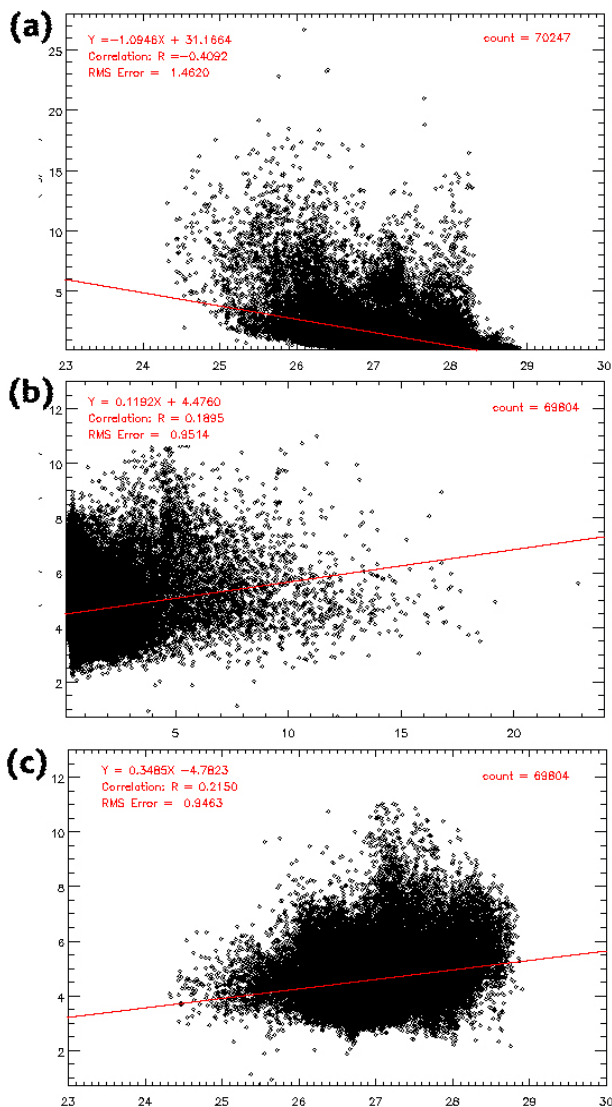 (a)
Y =-1.0946X + 31.1664
count = 70247
Correlation: R =-0.4092
RMS Error = 1.4620
25
20
15
10
5
23 24 25 26 27 28 29 30
(b)
Y = 0.1192X + 4.4760
count = 69804
Correlation: R = 0.1895
RMS Error = 0.9514
12
10
8
6
4
2
5 10 15 20
(c)
Y = 0.3485X -4.7823
count = 69804
Correlation: R = 0.2150
RMS Error = 0.9463
12
10
8
6
4
2
23 24 25 26 27 28 29 30